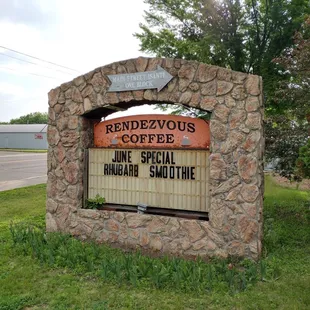 RENDEZVOUS
COFFEE
JUNE SPECIAL
RHUBARB SMOOTHIE